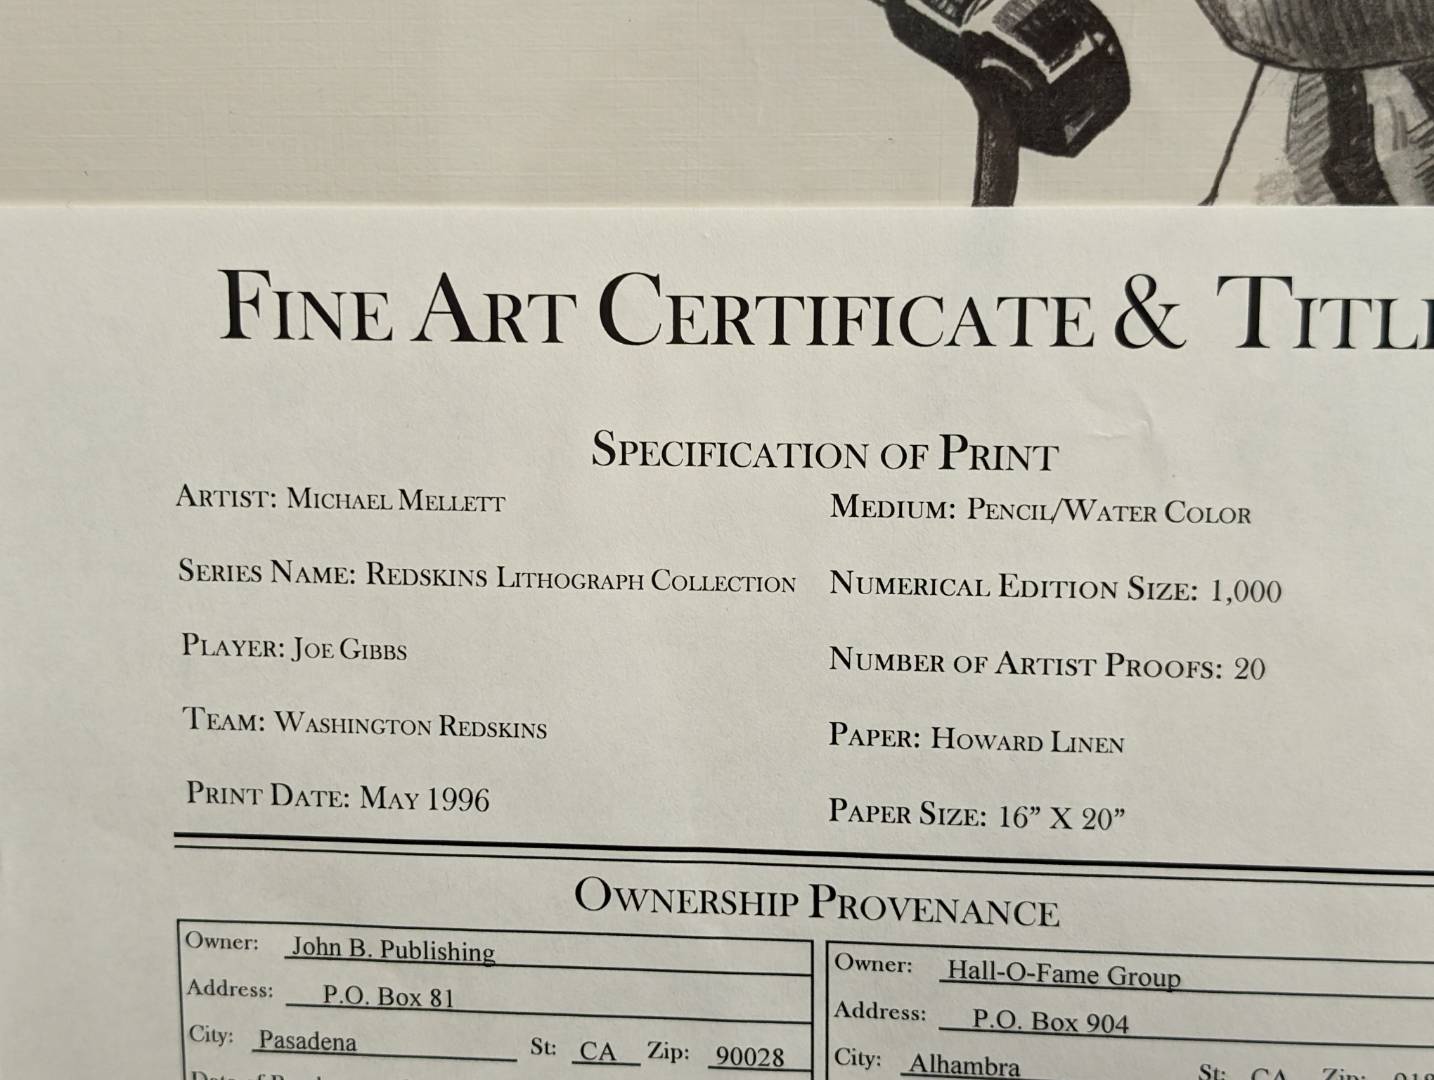 FINE ART CERTIFICATE & TITLE
SPECIFICATION OF PRINT
ARTIST: MICHAEL MELLETT
MEDIUM: PENCIL/WATER COLOR
SERIES NAME: REDSKINS LITHOGRAPH COLLECTION
NUMERICAL EDITION SIZE: 1,000
PLAYER: JOE GIBBS
NUMBER OF ARTIST PROOFS: 20
TEAM: WASHINGTON REDSKINS
PAPER: HOWARD LINEN
PRINT DATE: MAY 1996
PAPER SIZE: 16” X 20”
OWNERSHIP PROVENANCE
Owner: John B. Publishing
Address: P.O. Box 81
City: Pasadena St: CA Zip: 90028
Owner: Hall-O-Fame Group
Address: P.O. Box 904
City: Alhambra St: CA Zip: